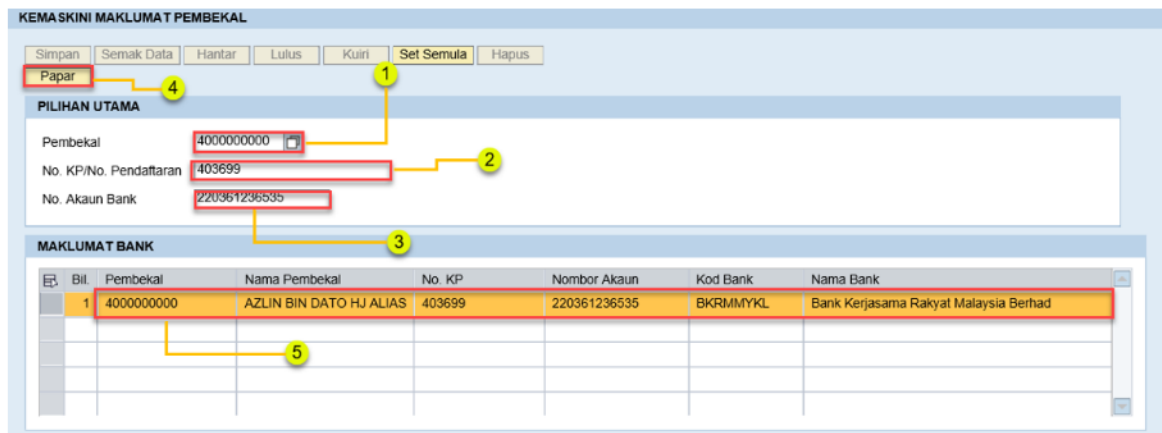 KEMASKINI MAKLUMAT PEMBEKAL
Simpan Semak Data Hantar Lulus Kuiri Set Semula Hapus
Papar
1
4
PILIHAN UTAMA
Pembekal 4000000000
No. KP/No. Pendaftaran 403699
2
No. Akaun Bank 220361236535
3
MAKLUMAT BANK
Bil. Pembekal Nama Pembekal No. KP Nombor Akaun Kod Bank Nama Bank
1 4000000000 AZLIN BIN DATO HJ ALIAS 403699 220361236535 BKRMMYKL Bank Kerjasama Rakyat Malaysia Berhad
5